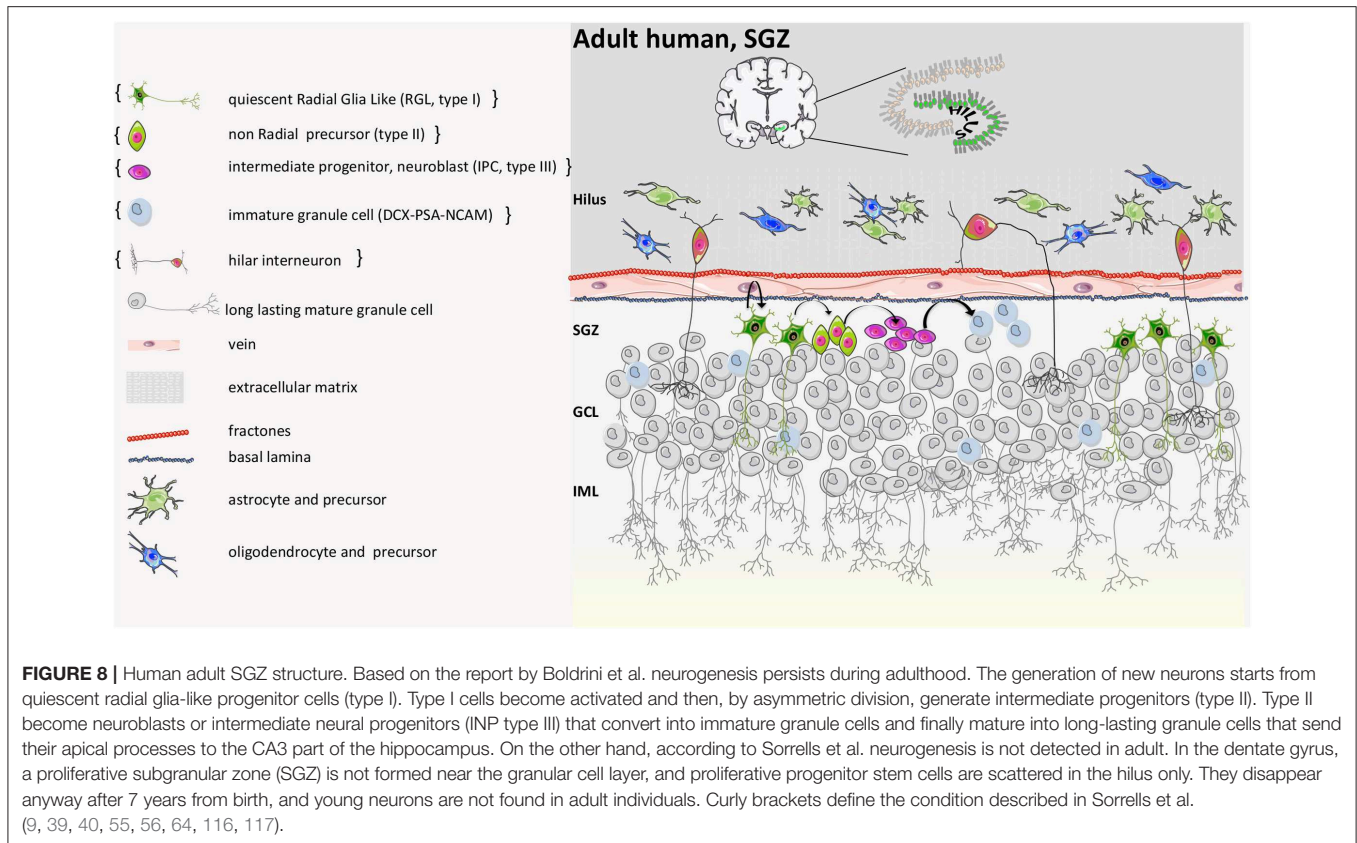 Adult human, SGZ
{ quiescent Radial Glia Like (RGL, type I) }
{ non Radial precursor (type II) }
{ intermediate progenitor, neuroblast (IPC, type III) }
{ immature granule cell (DCX-PSA-NCAM) }
{ hilar interneuron }
long lasting mature granule cell
vein
extracellular matrix
fractones
basal lamina
astrocyte and precursor
oligodendrocyte and precursor
HILUS
Hilus
SGZ
GCL
IML
FIGURE 8 | Human adult SGZ structure. Based on the report by Boldrini et al. neurogenesis persists during adulthood. The generation of new neurons starts from
quiescent radial glia-like progenitor cells (type I). Type I cells become activated and then, by asymmetric division, generate intermediate progenitors (type II). Type II
become neuroblasts or intermediate neural progenitors (INP type III) that convert into immature granule cells and finally mature into long-lasting granule cells that send
their apical processes to the CA3 part of the hippocampus. On the other hand, according to Sorrells et al. neurogenesis is not detected in adult. In the dentate gyrus,
a proliferative subgranular zone (SGZ) is not formed near the granular cell layer, and proliferative progenitor stem cells are scattered in the hilus only. They disappear
anyway after 7 years from birth, and young neurons are not found in adult individuals. Curly brackets define the condition described in Sorrells et al.
(9, 39, 40, 55, 56, 64, 116, 117).